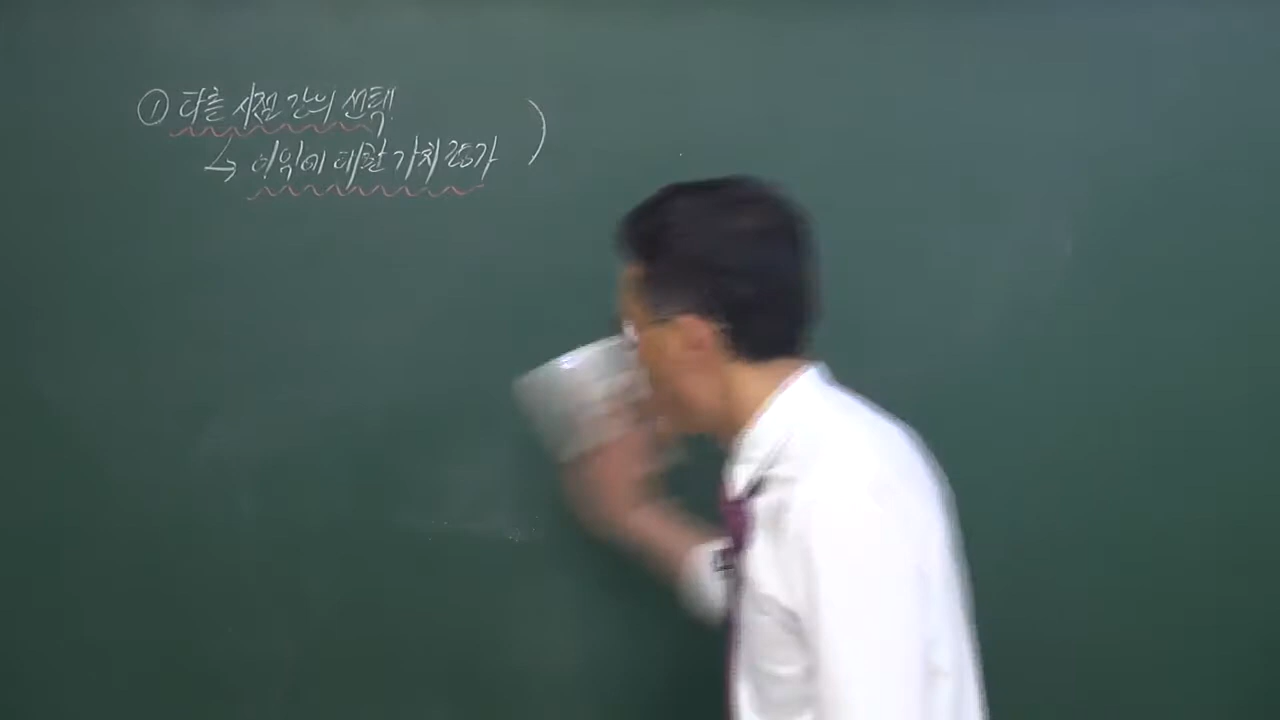 ① 다른 시점 간의 선택!
↳ 이익에 대한 가치 평가